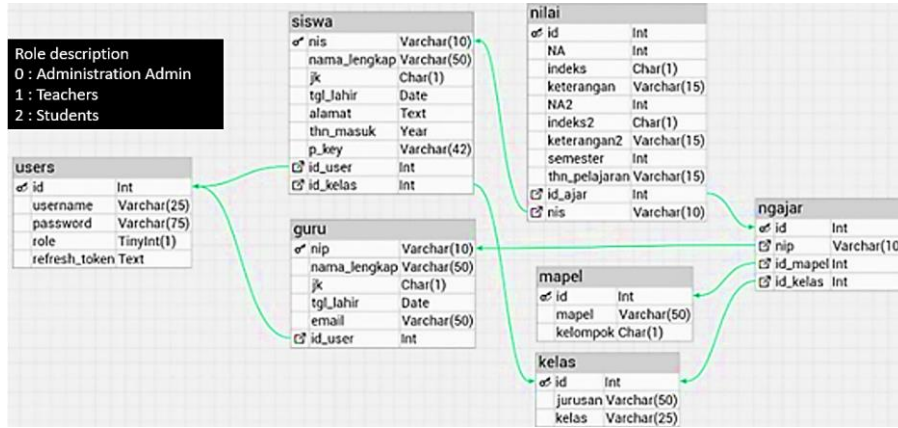 Role description
0 : Administration Admin
1 : Teachers
2 : Students
users
id Int
username Varchar(25)
password Varchar(75)
role TinyInt(1)
refresh_token Text
siswa
nis Varchar(10)
nama_lengkap Varchar(50)
jk Char(1)
tgl_lahir Date
alamat Text
thn_masuk Year
p_key Varchar(42)
id_user Int
id_kelas Int
guru
nip Varchar(10)
nama_lengkap Varchar(50)
jk Char(1)
tgl_lahir Date
email Varchar(50)
id_user Int
nilai
id Int
NA Int
indeks Char(1)
keterangan Varchar(15)
NA2 Int
indeks2 Char(1)
keterangan2 Varchar(15)
semester Int
thn_pelajaran Varchar(15)
id_ajar Int
nis Varchar(10)
mapel
id Int
mapel Varchar(50)
kelompok Char(1)
kelas
id Int
jurusan Varchar(50)
kelas Varchar(25)
ngajar
id Int
nip Varchar(10
id_mapel Int
id_kelas Int